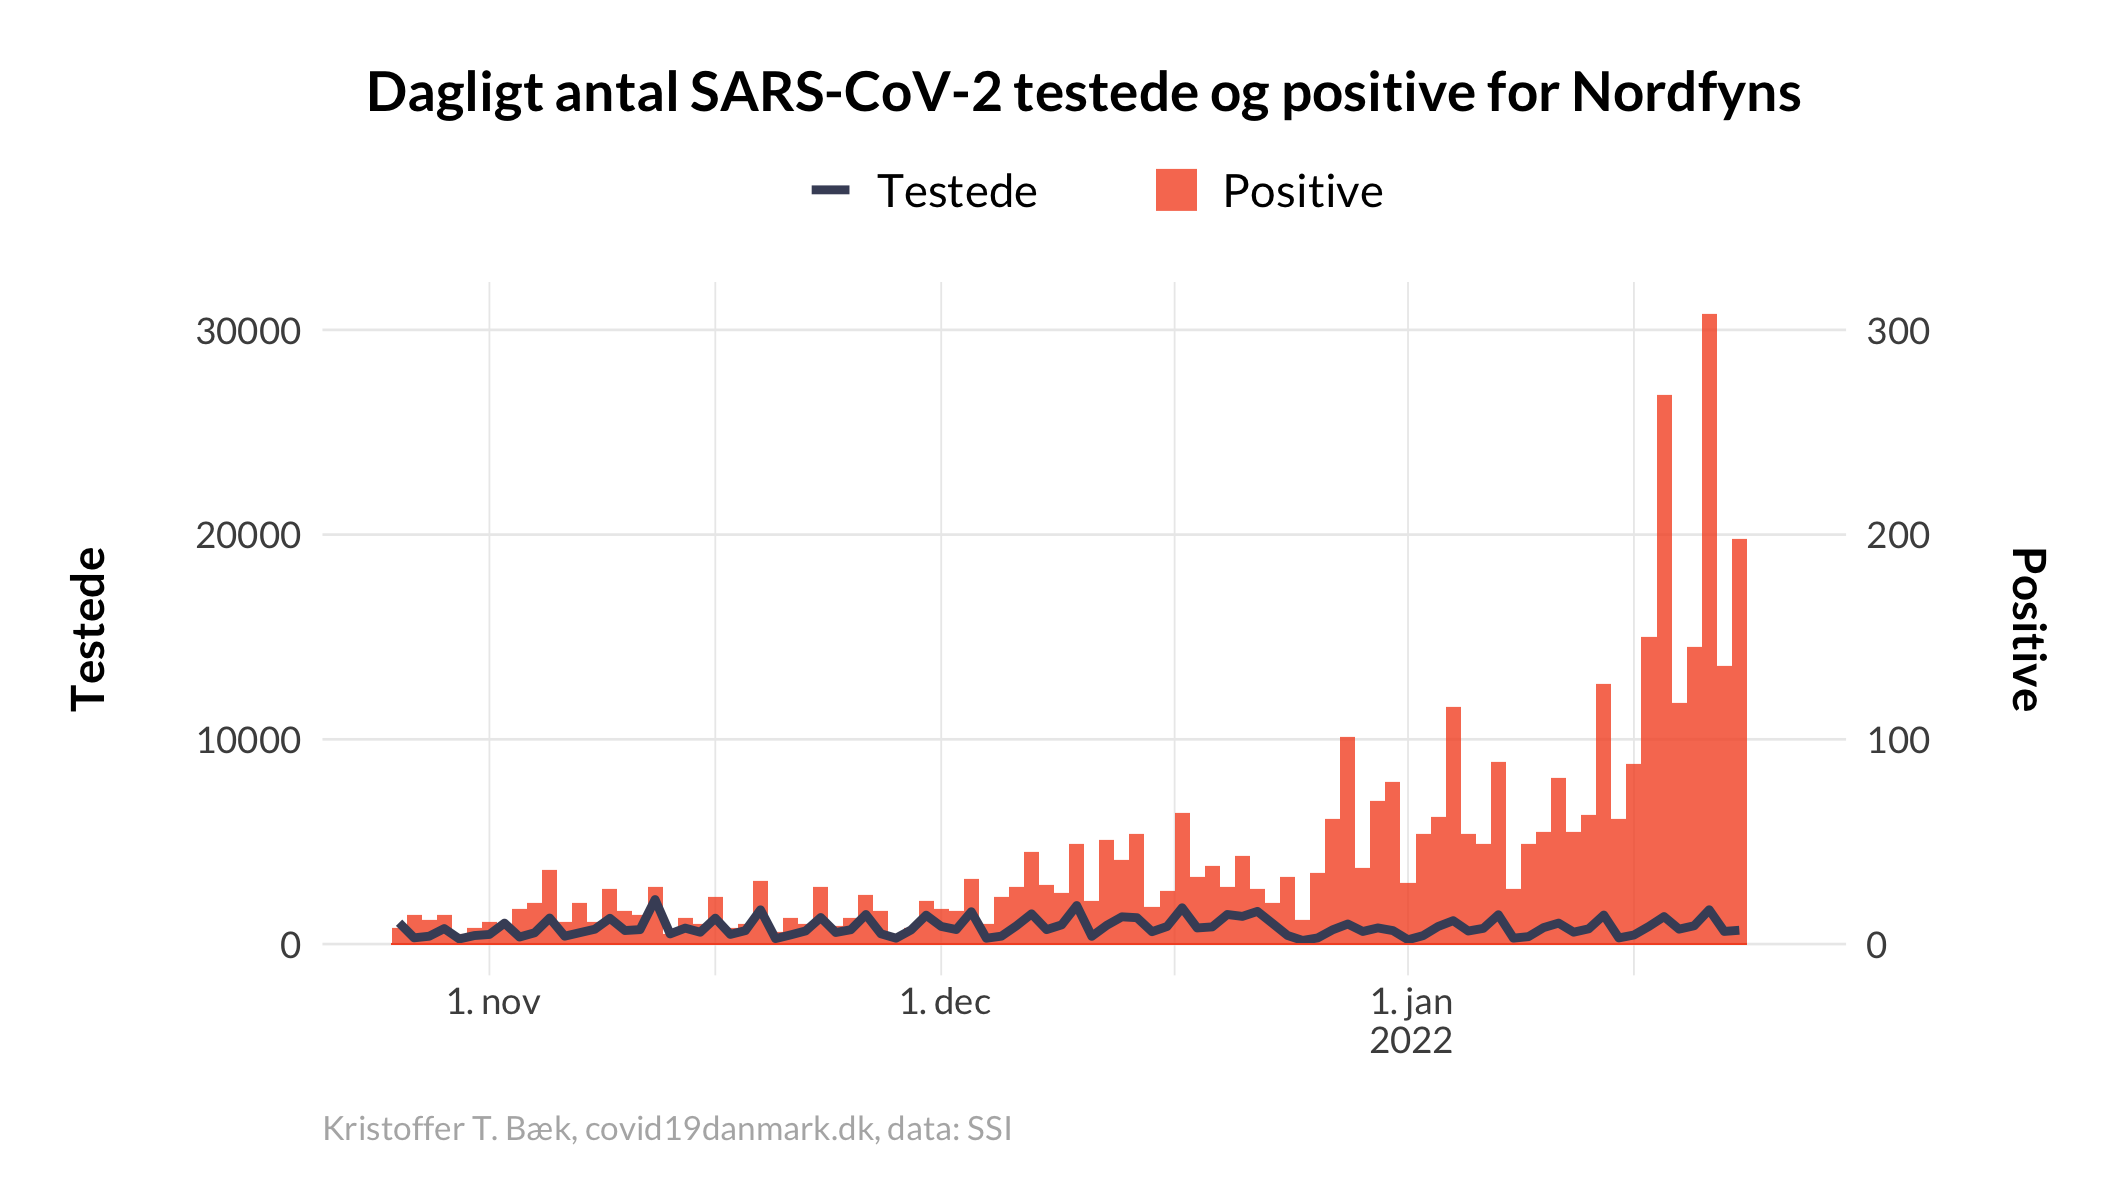 Dagligt antal SARS-CoV-2 testede og positive for Nordfyns
Testede
Positive
30000
20000
10000
0
Testede
300
200
100
0
Positive
1. nov
1. dec
1. jan
2022
Kristoffer T. Bæk, covid19danmark.dk, data: SSI